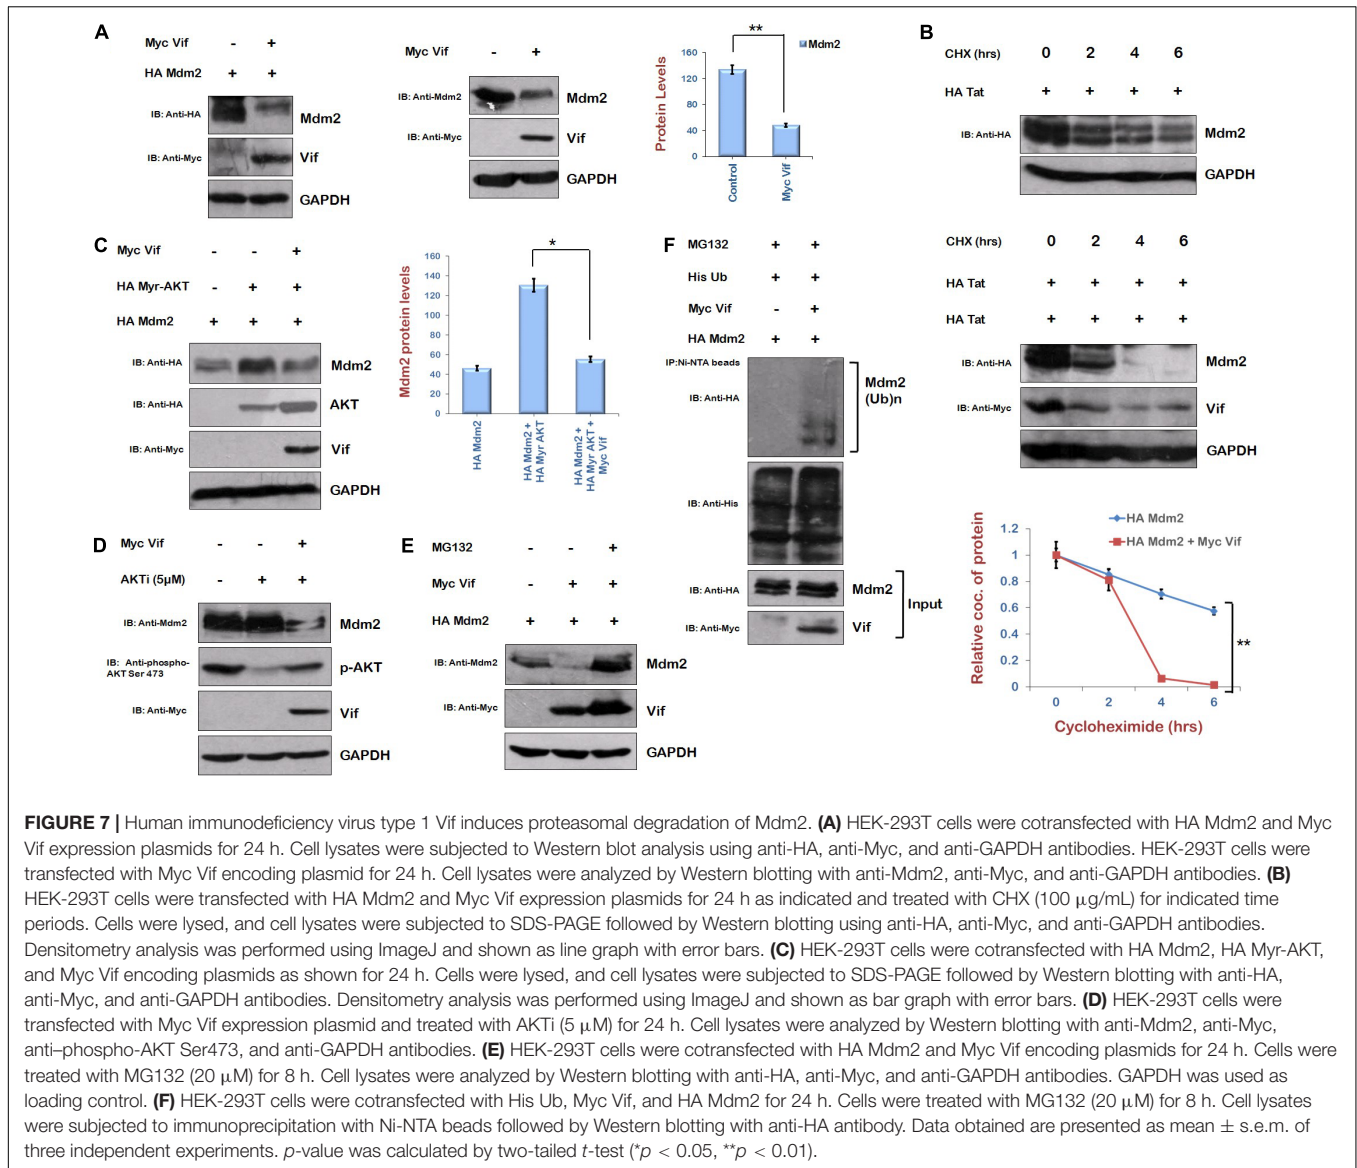 A
Myc Vif - +
HA Mdm2 + +
IB: Anti-HA Mdm2
IB: Anti-Myc Vif
GAPDH
Myc Vif - +
IB: Anti-Mdm2 Mdm2
IB: Anti-Myc Vif
GAPDH
Protein Levels
160
120
80
40
0
**
Mdm2
Control
Myc Vif
B
CHX (hrs) 0 2 4 6
HA Tat + + + +
IB: Anti-HA Mdm2
GAPDH
CHX (hrs) 0 2 4 6
HA Tat + + + +
HA Tat + + + +
IB: Anti-HA Mdm2
IB: Anti-Myc Vif
GAPDH
Relative coc. of protein
1.2
1
0.8
0.6
0.4
0.2
0
HA Mdm2
HA Mdm2 + Myc Vif
**
0 2 4 6
Cycloheximide (hrs)
C
Myc Vif - - +
HA Myr-AKT - + +
HA Mdm2 + + +
IB: Anti-HA Mdm2
IB: Anti-HA AKT
IB: Anti-Myc Vif
GAPDH
Mdm2 protein levels
160
140
120
100
80
60
40
20
0
*
HA Mdm2
HA Mdm2 +
HA Myr AKT
HA Mdm2 +
HA Myr AKT +
Myc Vif
D
Myc Vif - - +
AKTi (5µM) - + +
IB: Anti-Mdm2 Mdm2
IB: Anti-phospho-
AKT Ser 473 p-AKT
IB: Anti-Myc Vif
GAPDH
E
MG132 - - +
Myc Vif - + +
HA Mdm2 + + +
IB: Anti-Mdm2 Mdm2
IB: Anti-Myc Vif
GAPDH
F
MG132 + +
His Ub + +
Myc Vif - +
HA Mdm2 + +
IP:Ni-NTA beads
IB: Anti-HA Mdm2
(Ub)n
IB: Anti-His
IB: Anti-HA Mdm2
IB: Anti-Myc Vif
Input
FIGURE 7 | Human immunodeficiency virus type 1 Vif induces proteasomal degradation of Mdm2. (A) HEK-293T cells were cotransfected with HA Mdm2 and Myc
Vif expression plasmids for 24 h. Cell lysates were subjected to Western blot analysis using anti-HA, anti-Myc, and anti-GAPDH antibodies. HEK-293T cells were
transfected with Myc Vif encoding plasmid for 24 h. Cell lysates were analyzed by Western blotting with anti-Mdm2, anti-Myc, and anti-GAPDH antibodies. (B)
HEK-293T cells were transfected with HA Mdm2 and Myc Vif expression plasmids for 24 h as indicated and treated with CHX (100 µg/mL) for indicated time
periods. Cells were lysed, and cell lysates were subjected to SDS-PAGE followed by Western blotting using anti-HA, anti-Myc, and anti-GAPDH antibodies.
Densitometry analysis was performed using ImageJ and shown as line graph with error bars. (C) HEK-293T cells were cotransfected with HA Mdm2, HA Myr-AKT,
and Myc Vif encoding plasmids as shown for 24 h. Cells were lysed, and cell lysates were subjected to SDS-PAGE followed by Western blotting with anti-HA,
anti-Myc, and anti-GAPDH antibodies. Densitometry analysis was performed using ImageJ and shown as bar graph with error bars. (D) HEK-293T cells were
transfected with Myc Vif expression plasmid and treated with AKTi (5 µM) for 24 h. Cell lysates were analyzed by Western blotting with anti-Mdm2, anti-Myc,
anti–phospho-AKT Ser473, and anti-GAPDH antibodies. (E) HEK-293T cells were cotransfected with HA Mdm2 and Myc Vif encoding plasmids for 24 h. Cells were
treated with MG132 (20 µM) for 8 h. Cell lysates were analyzed by Western blotting with anti-HA, anti-Myc, and anti-GAPDH antibodies. GAPDH was used as
loading control. (F) HEK-293T cells were cotransfected with His Ub, Myc Vif, and HA Mdm2 for 24 h. Cells were treated with MG132 (20 µM) for 8 h. Cell lysates
were subjected to immunoprecipitation with Ni-NTA beads followed by Western blotting with anti-HA antibody. Data obtained are presented as mean ± s.e.m. of
three independent experiments. p-value was calculated by two-tailed t-test (*p < 0.05, **p < 0.01).